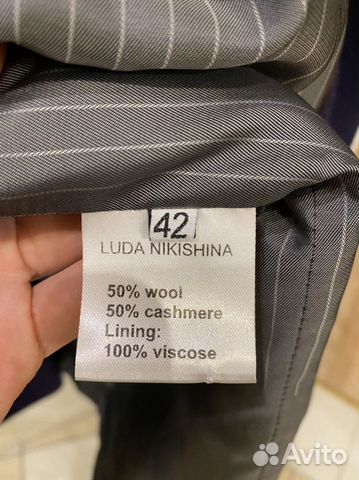 42
LUDA NIKISHINA
50% wool
50% cashmere
Lining:
100% viscose
Avito